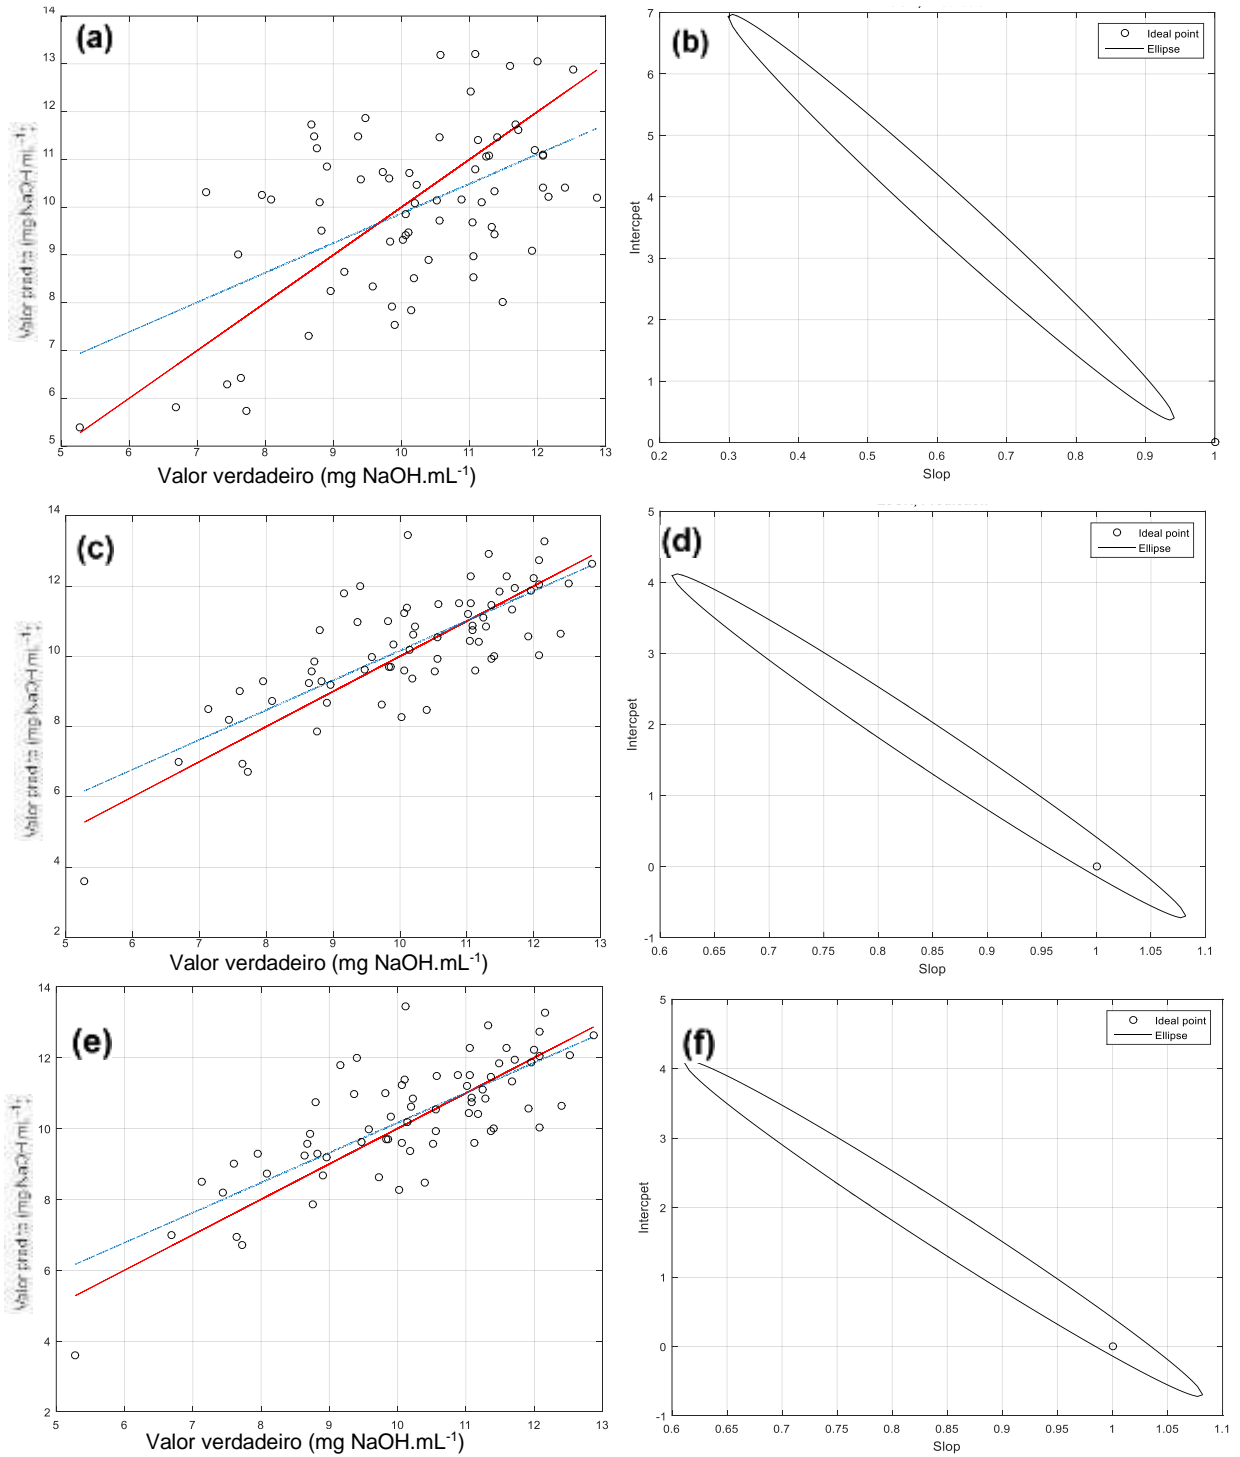 (a)
14
13
12
11
10
9
8
7
6
5
5 6 7 8 9 10 11 12 13
Valor verdadeiro (mg NaOH.mL-1)
(b)
Ideal point
Ellipse
7
6
5
4
3
2
1
0
Intercpet
0.2 0.3 0.4 0.5 0.6 0.7 0.8 0.9 1
Slop
(c)
14
12
10
8
6
4
2
5 6 7 8 9 10 11 12 13
Valor verdadeiro (mg NaOH.mL-1)
(d)
Ideal point
Ellipse
5
4
3
2
1
0
-1
Intercpet
0.6 0.65 0.7 0.75 0.8 0.85 0.9 0.95 1 1.05 1.1
Slop
(e)
14
12
10
8
6
4
2
5 6 7 8 9 10 11 12 13
Valor verdadeiro (mg NaOH.mL-1)
(f)
Ideal point
Ellipse
5
4
3
2
1
0
-1
Intercpet
0.6 0.65 0.7 0.75 0.8 0.85 0.9 0.95 1 1.05 1.1
Slop